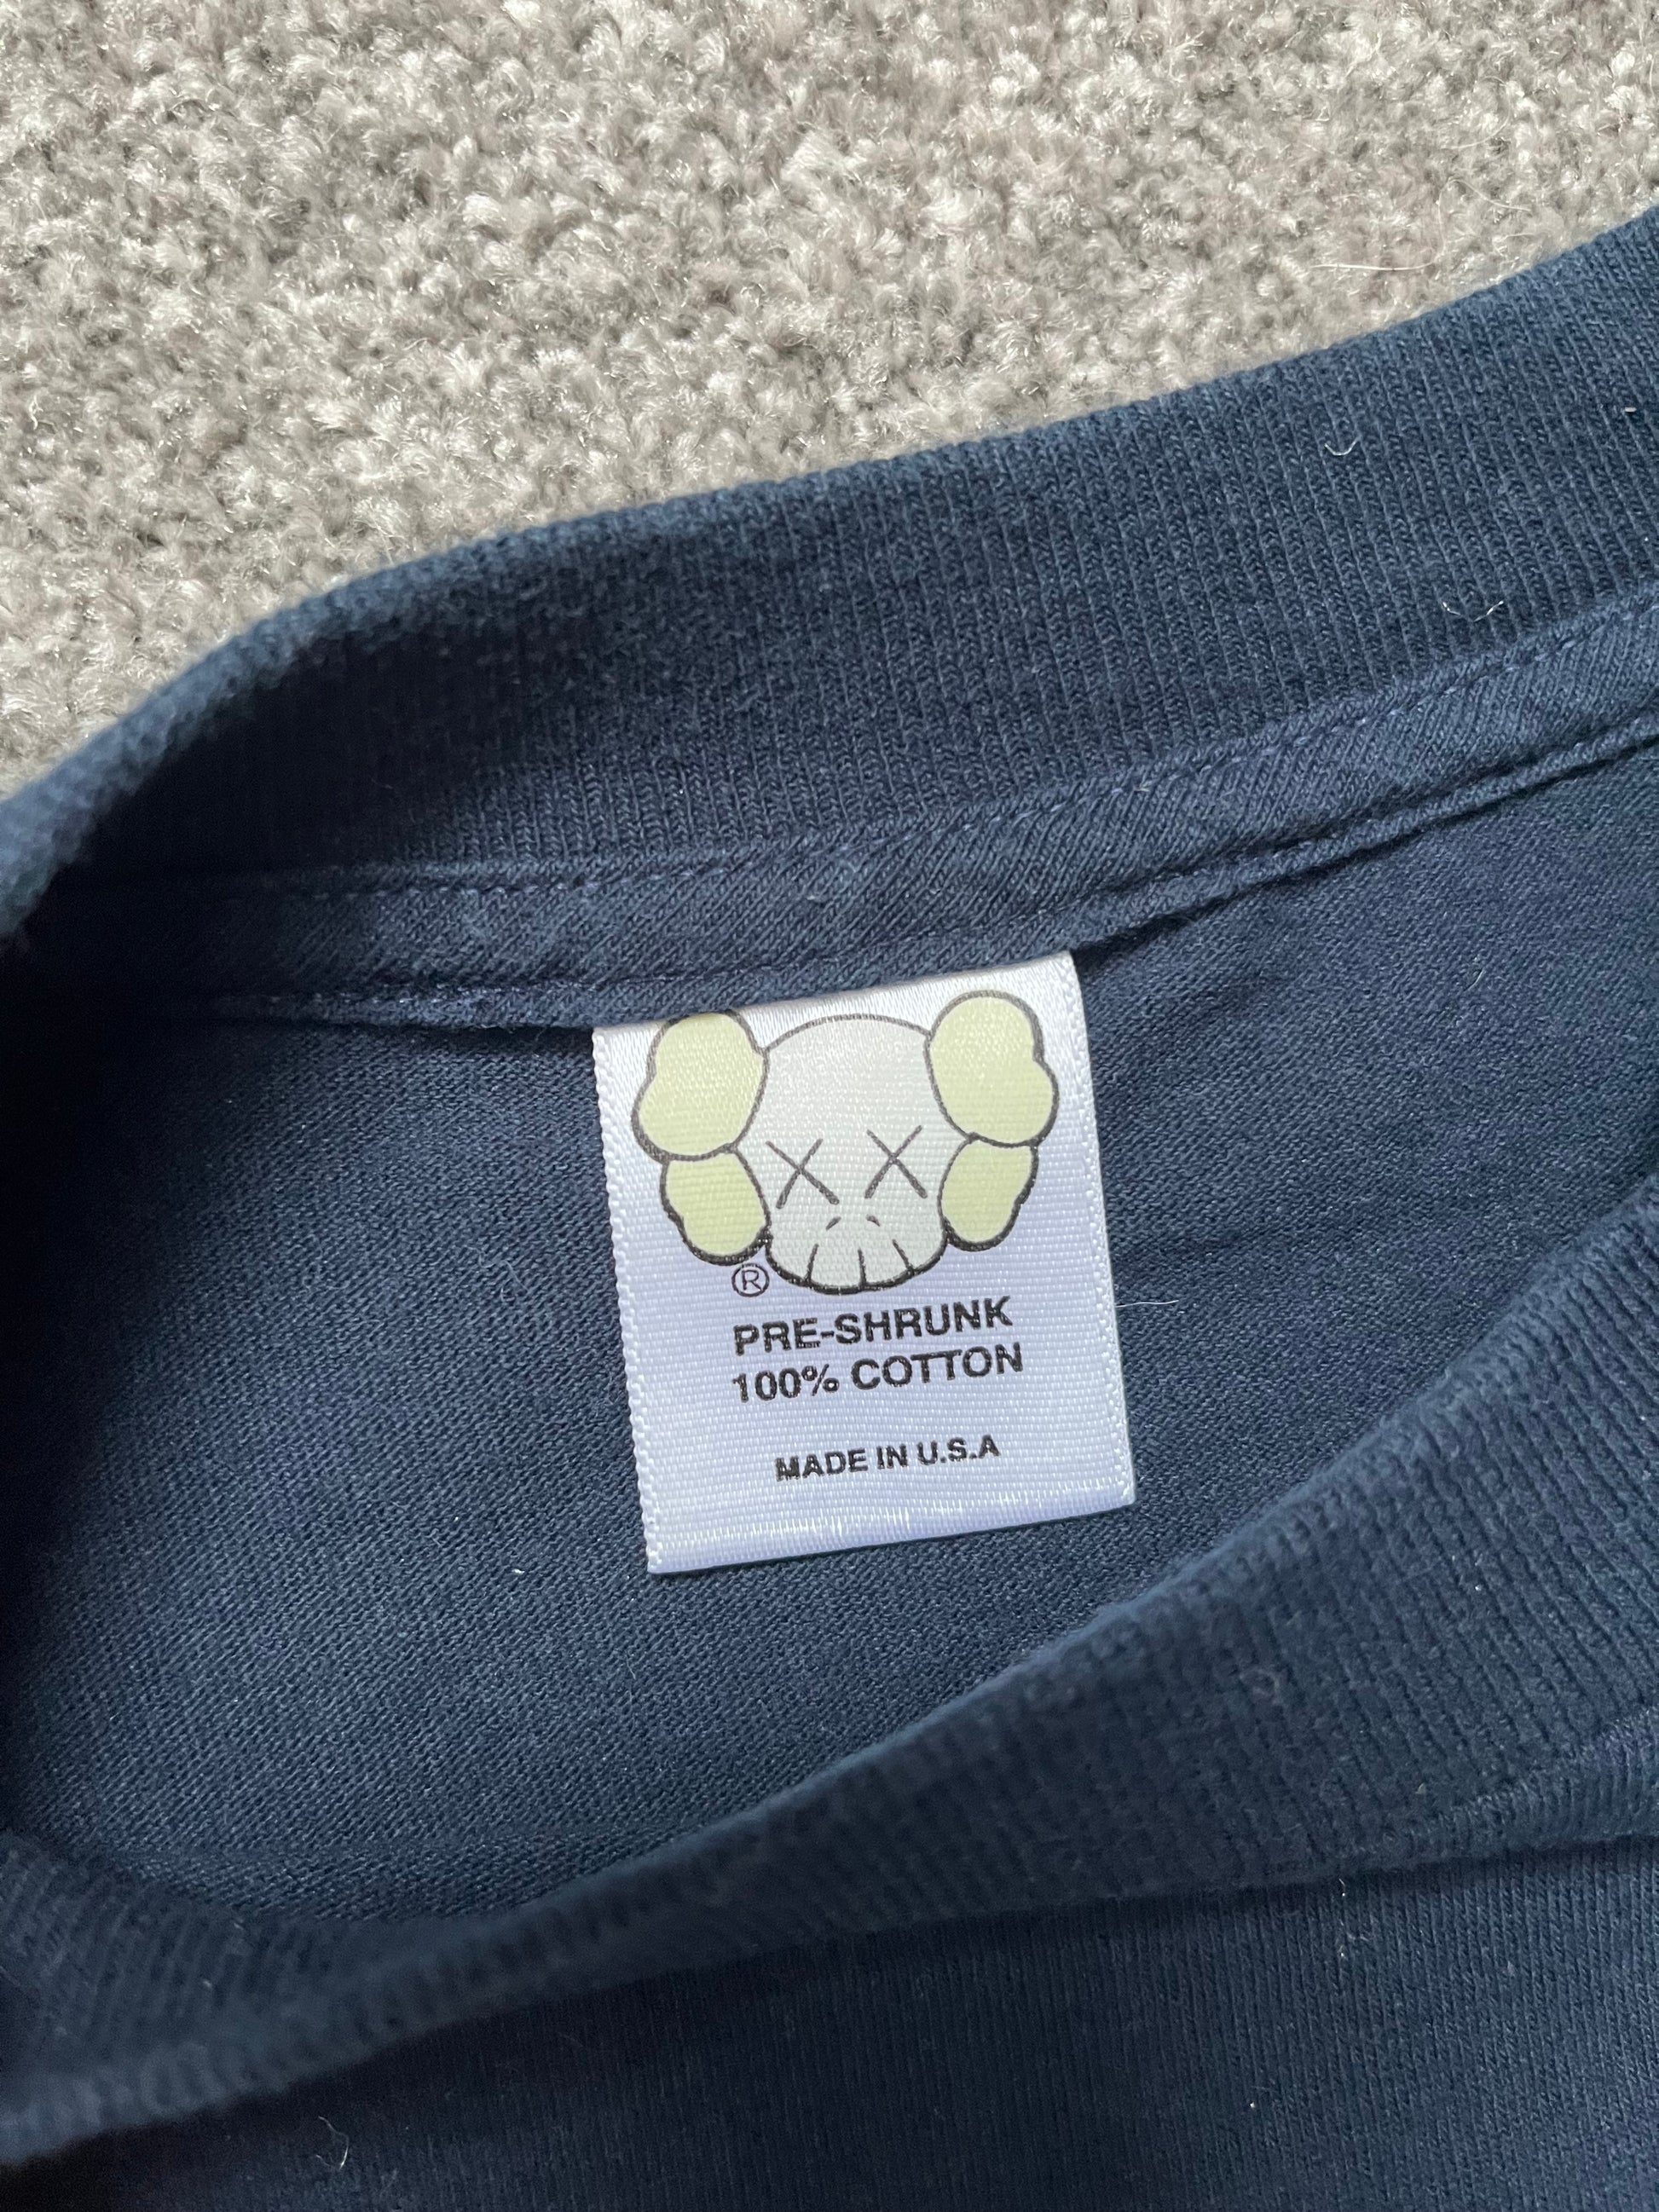 ®
PRE-SHRUNK
100% COTTON
MADE IN U.S.A